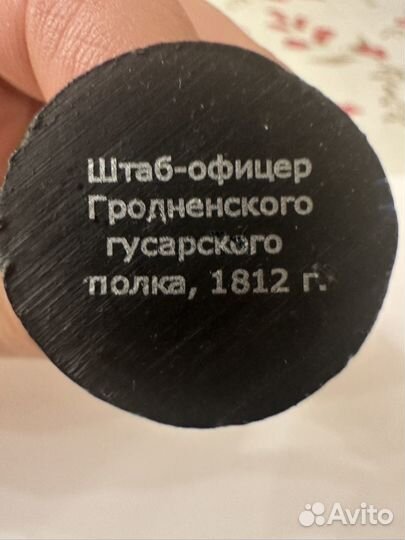 Штаб-офицер
Гродненского
гусарского
полка, 1812 г.
Avito